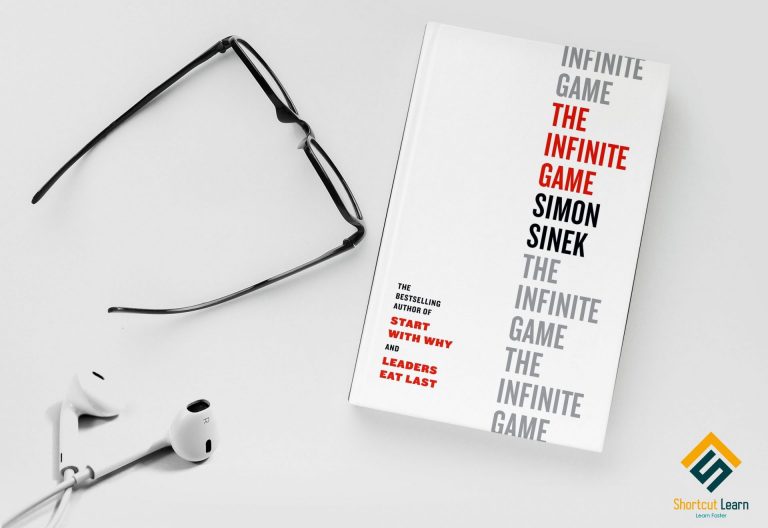 INFINITE
GAME
THE
INFINITE
GAME
SIMON
SINEK
THE
INFINITE
GAME
THE
INFINITE
GAME
THE
BESTSELLING
AUTHOR OF
START
WITH WHY
AND
LEADERS
EAT LAST
R
Shortcut Learn
Learn Faster